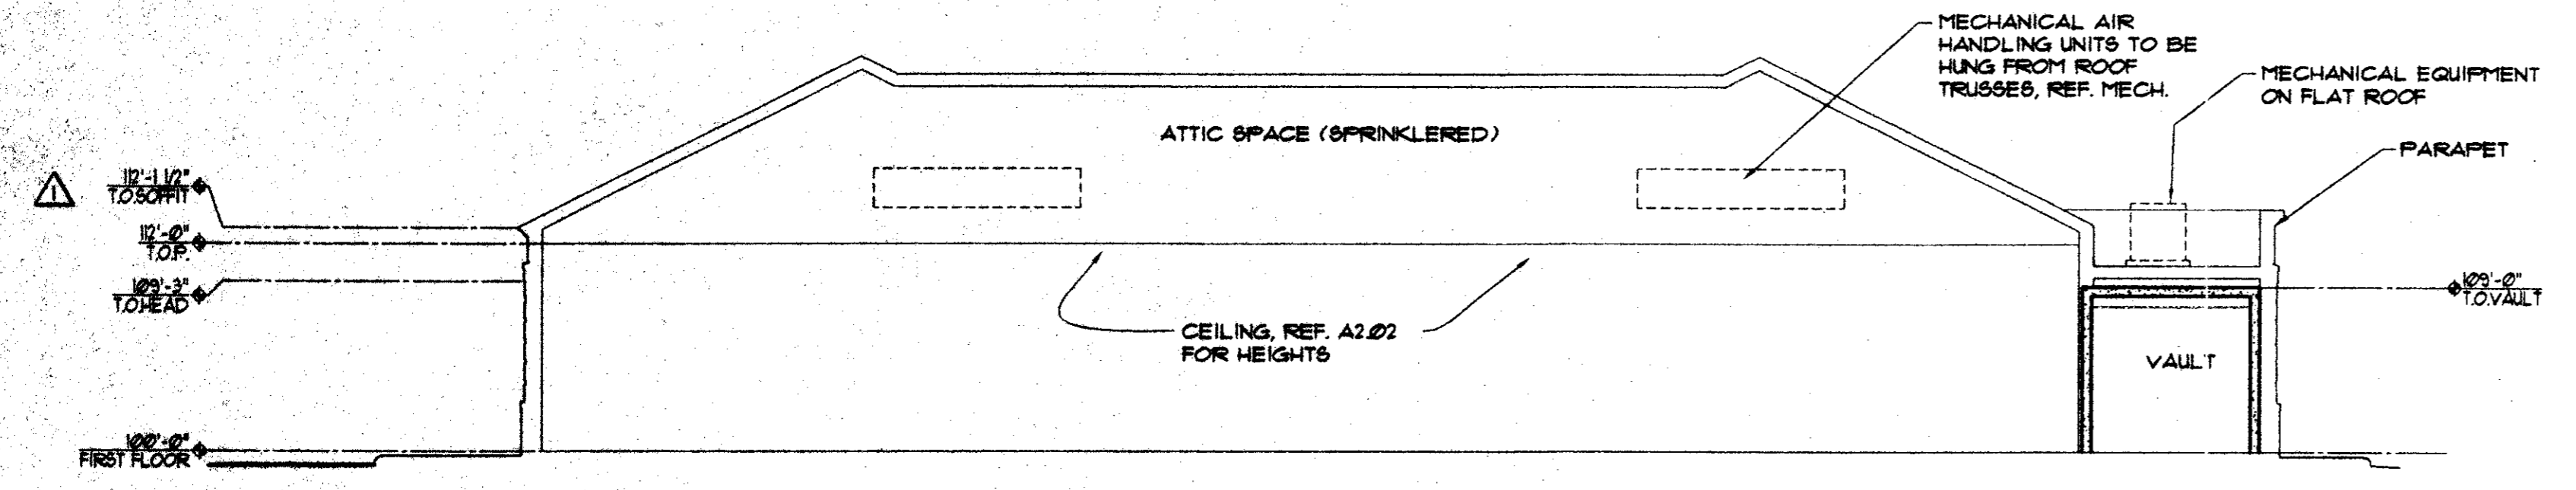 MECHANICAL AIR
HANDLING UNITS TO BE
HUNG FROM ROOF
TRUSSES, REF. MECH.
MECHANICAL EQUIPMENT
ON FLAT ROOF
PARAPET
ATTIC SPACE (SPRINKLERED)
1
112'-1 1/2"
T.O.SOFFIT
112'-0"
T.O.P.
109'-3"
T.O.HEAD
109'-0"
T.O.VAULT
CEILING, REF. A2.02
FOR HEIGHTS
VAULT
100'-0"
FIRST FLOOR